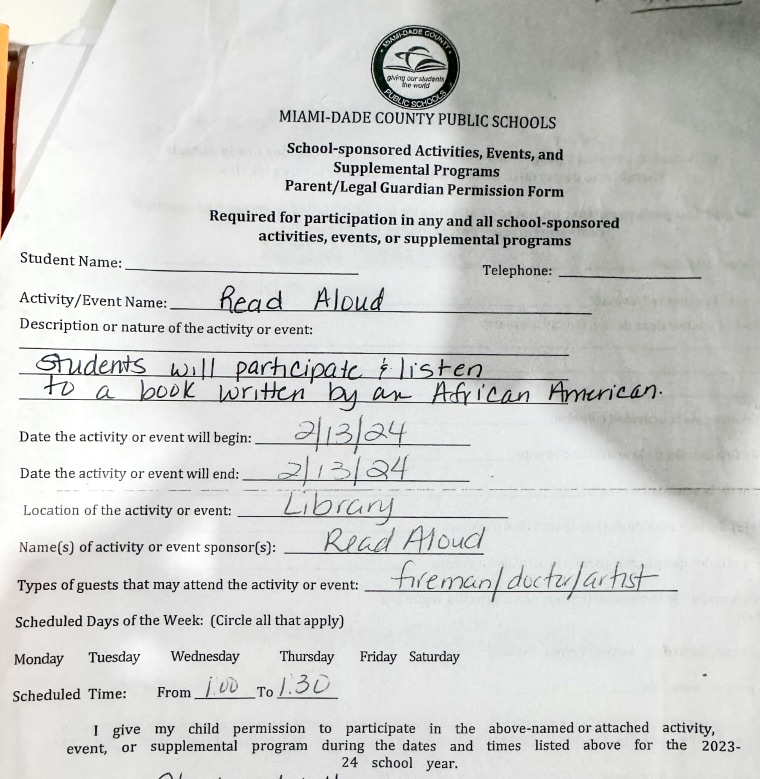 MIAMI-DADE COUNTY
giving our students
the world
PUBLIC SCHOOLS
MIAMI-DADE COUNTY PUBLIC SCHOOLS
School-sponsored Activities, Events, and
Supplemental Programs
Parent/Legal Guardian Permission Form
Required for participation in any and all school-sponsored
activities, events, or supplemental programs
Student Name: Telephone:
Activity/Event Name: Read Aloud
Description or nature of the activity or event:
Students will participate & listen
to a book written by an African American.
Date the activity or event will begin: 2/13/24
Date the activity or event will end: 2/13/24
Location of the activity or event: Library
Name(s) of activity or event sponsor(s): Read Aloud
Types of guests that may attend the activity or event: fireman/doctor/artist
Scheduled Days of the Week: (Circle all that apply)
Monday Tuesday Wednesday Thursday Friday Saturday
Scheduled Time: From 1.00 To 1.30
I give my child permission to participate in the above-named or attached activity,
event, or supplemental program during the dates and times listed above for the 2023-
24 school year.